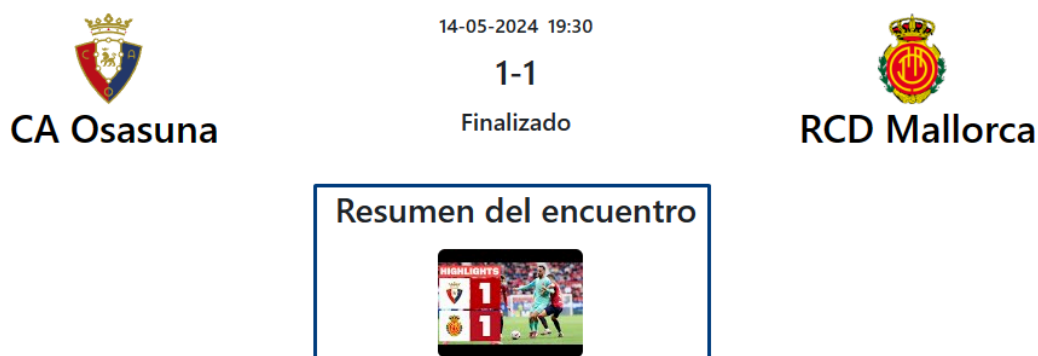 14-05-2024 19:30
1-1
Finalizado
CA Osasuna
RCD Mallorca
Resumen del encuentro
HIGHLIGHTS
1
1